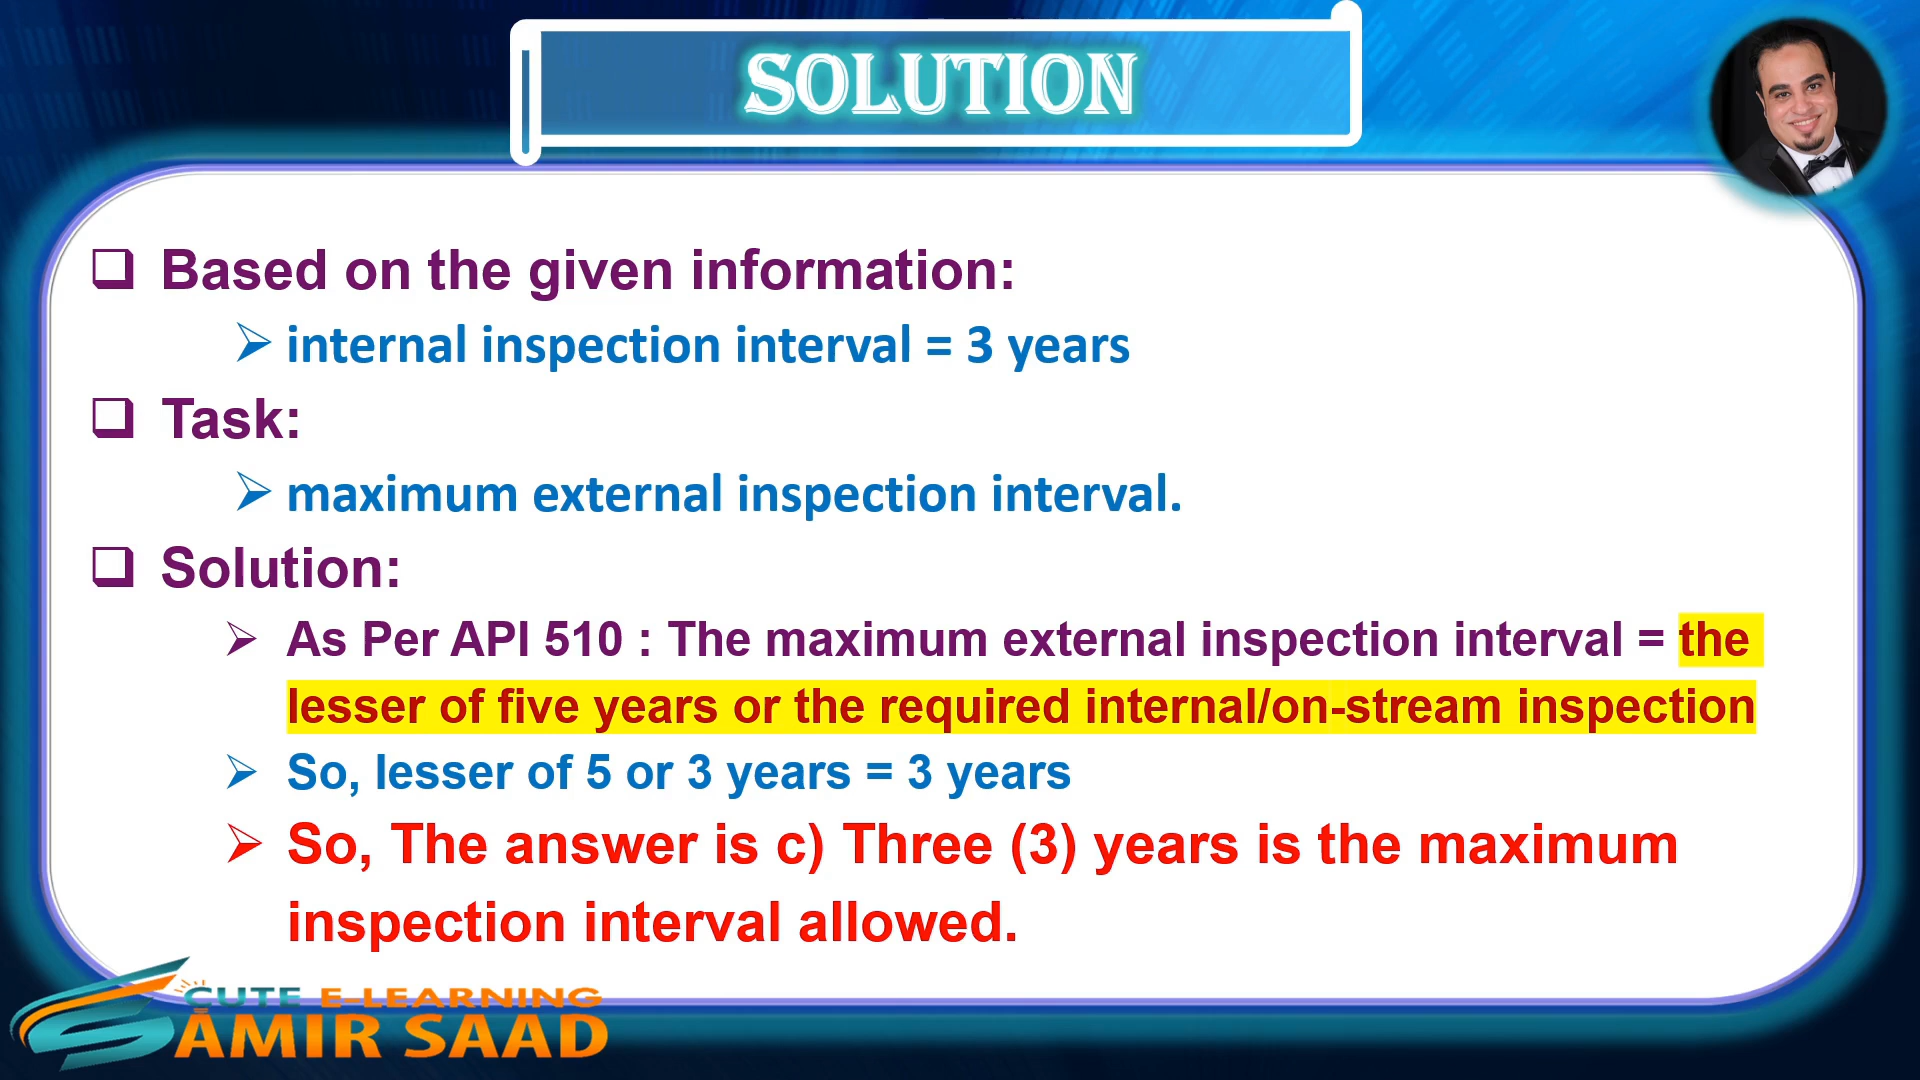 SOLUTION
Based on the given information:
internal inspection interval = 3 years
Task:
maximum external inspection interval.
Solution:
As Per API 510 : The maximum external inspection interval = the
lesser of five years or the required internal/on-stream inspection
So, lesser of 5 or 3 years = 3 years
So, The answer is c) Three (3) years is the maximum
inspection interval allowed.
CUTE E-LEARNING
AMIR SAAD